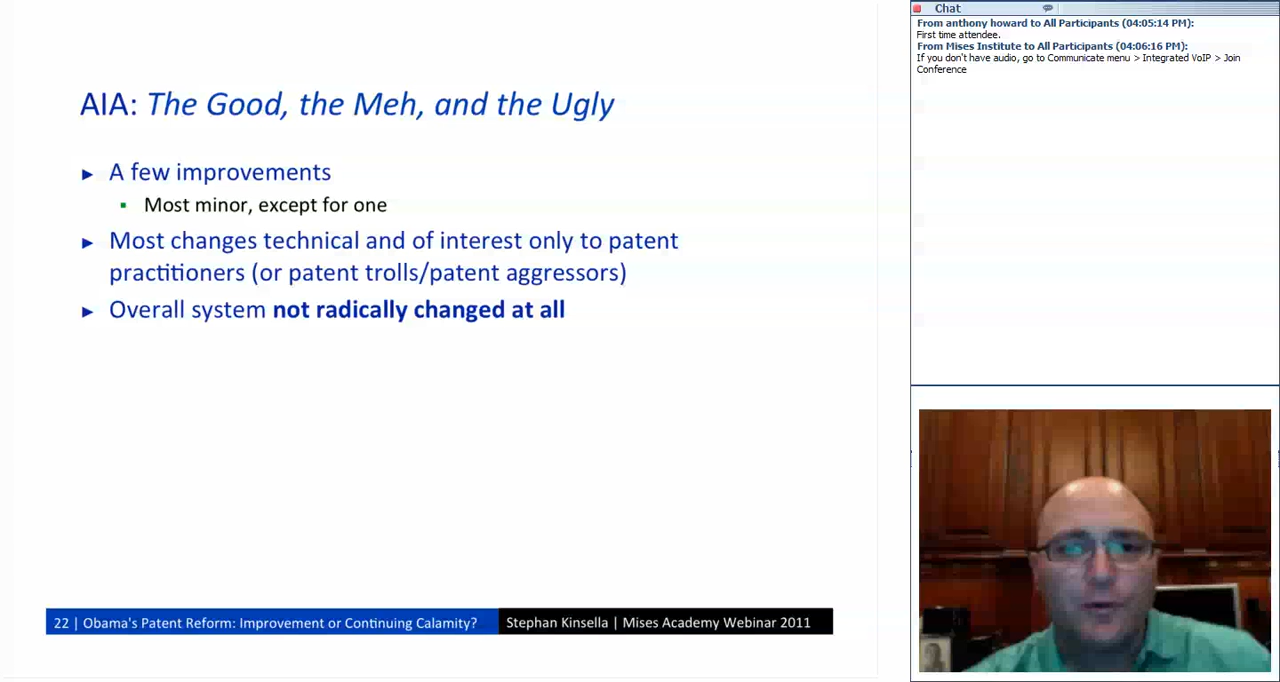 AIA: The Good, the Meh, and the Ugly
► A few improvements
▪ Most minor, except for one
► Most changes technical and of interest only to patent
practitioners (or patent trolls/patent aggressors)
► Overall system not radically changed at all
22 | Obama's Patent Reform: Improvement or Continuing Calamity?
Stephan Kinsella | Mises Academy Webinar 2011
Chat
From anthony howard to All Participants (04:05:14 PM):
First time attendee.
From Mises Institute to All Participants (04:06:16 PM):
If you don't have audio, go to Communicate menu > Integrated VoIP > Join
Conference